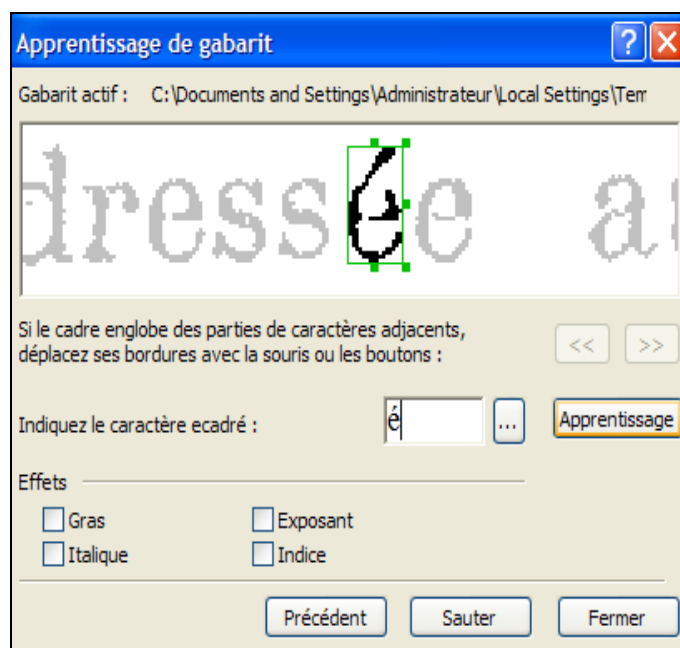 Apprentissage de gabarit
Gabarit actif : C:\Documents and Settings\Administrateur\Local Settings\Tem
dressée a
Si le cadre englobe des parties de caractères adjacents,
déplacez ses bordures avec la souris ou les boutons :
<< >>
Indiquez le caractère ecadré : é ... Apprentissage
Effets
Gras Exposant
Italique Indice
Précédent Sauter Fermer